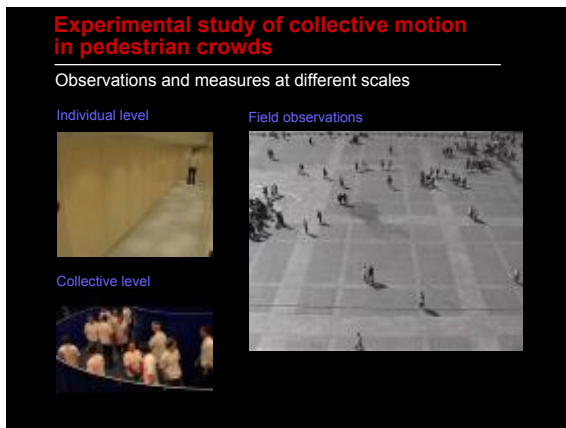 Experimental study of collective motion
in pedestrian crowds
Observations and measures at different scales
Individual level
Field observations
Collective level